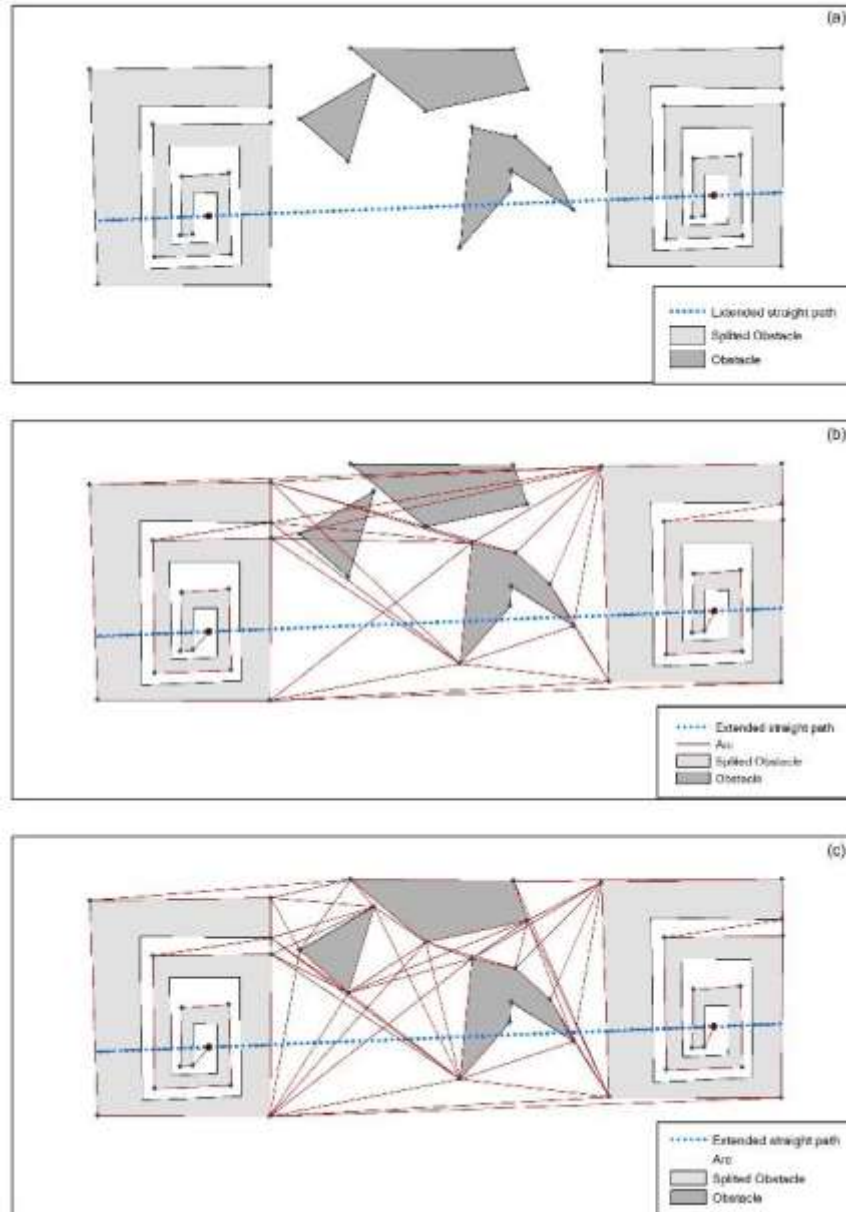 (a)
Extended straight path
Splited Obstacle
Obstacle
(b)
Extended straight path
Arc
Splited Obstacle
Obstacle
(c)
Extended straight path
Arc
Splited Obstacle
Obstacle